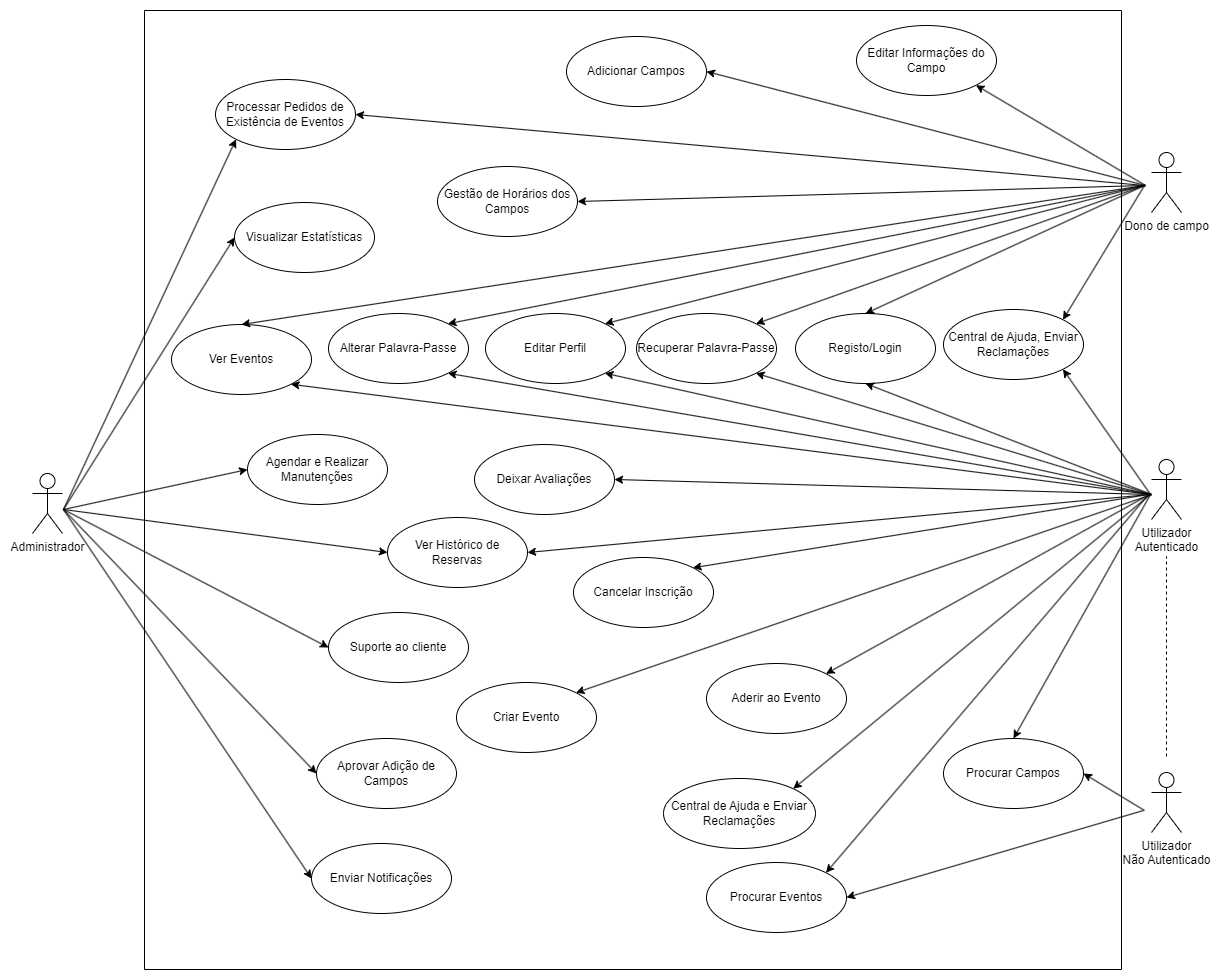 Editar Informações do
Campo
Adicionar Campos
Processar Pedidos de
Existência de Eventos
Gestão de Horários dos
Campos
Dono de campo
Visualizar Estatísticas
Ver Eventos
Alterar Palavra-Passe
Editar Perfil
Recuperar Palavra-Passe
Registo/Login
Central de Ajuda, Enviar
Reclamações
Agendar e Realizar
Manutenções
Deixar Avaliações
Administrador
Utilizador
Autenticado
Ver Histórico de
Reservas
Cancelar Inscrição
Suporte ao cliente
Criar Evento
Aderir ao Evento
Aprovar Adição de
Campos
Procurar Campos
Central de Ajuda e Enviar
Reclamações
Utilizador
Não Autenticado
Enviar Notificações
Procurar Eventos